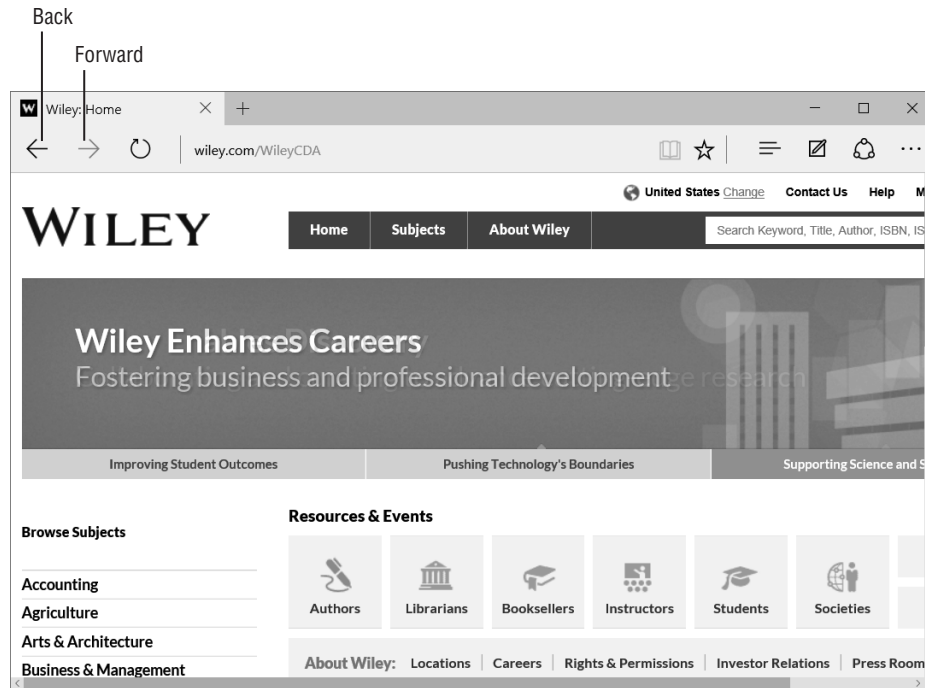 Back
Forward
W Wiley: Home
wiley.com/WileyCDA
United States Change Contact Us Help M
WILEY
Home Subjects About Wiley
Search Keyword, Title, Author, ISBN, IS
Wiley Enhances Careers
Fostering business and professional development
research
Improving Student Outcomes Pushing Technology's Boundaries Supporting Science and S
Resources & Events
Browse Subjects
Accounting
Agriculture
Arts & Architecture
Business & Management
Authors Librarians Booksellers Instructors Students Societies
About Wiley: Locations Careers Rights & Permissions Investor Relations Press Room